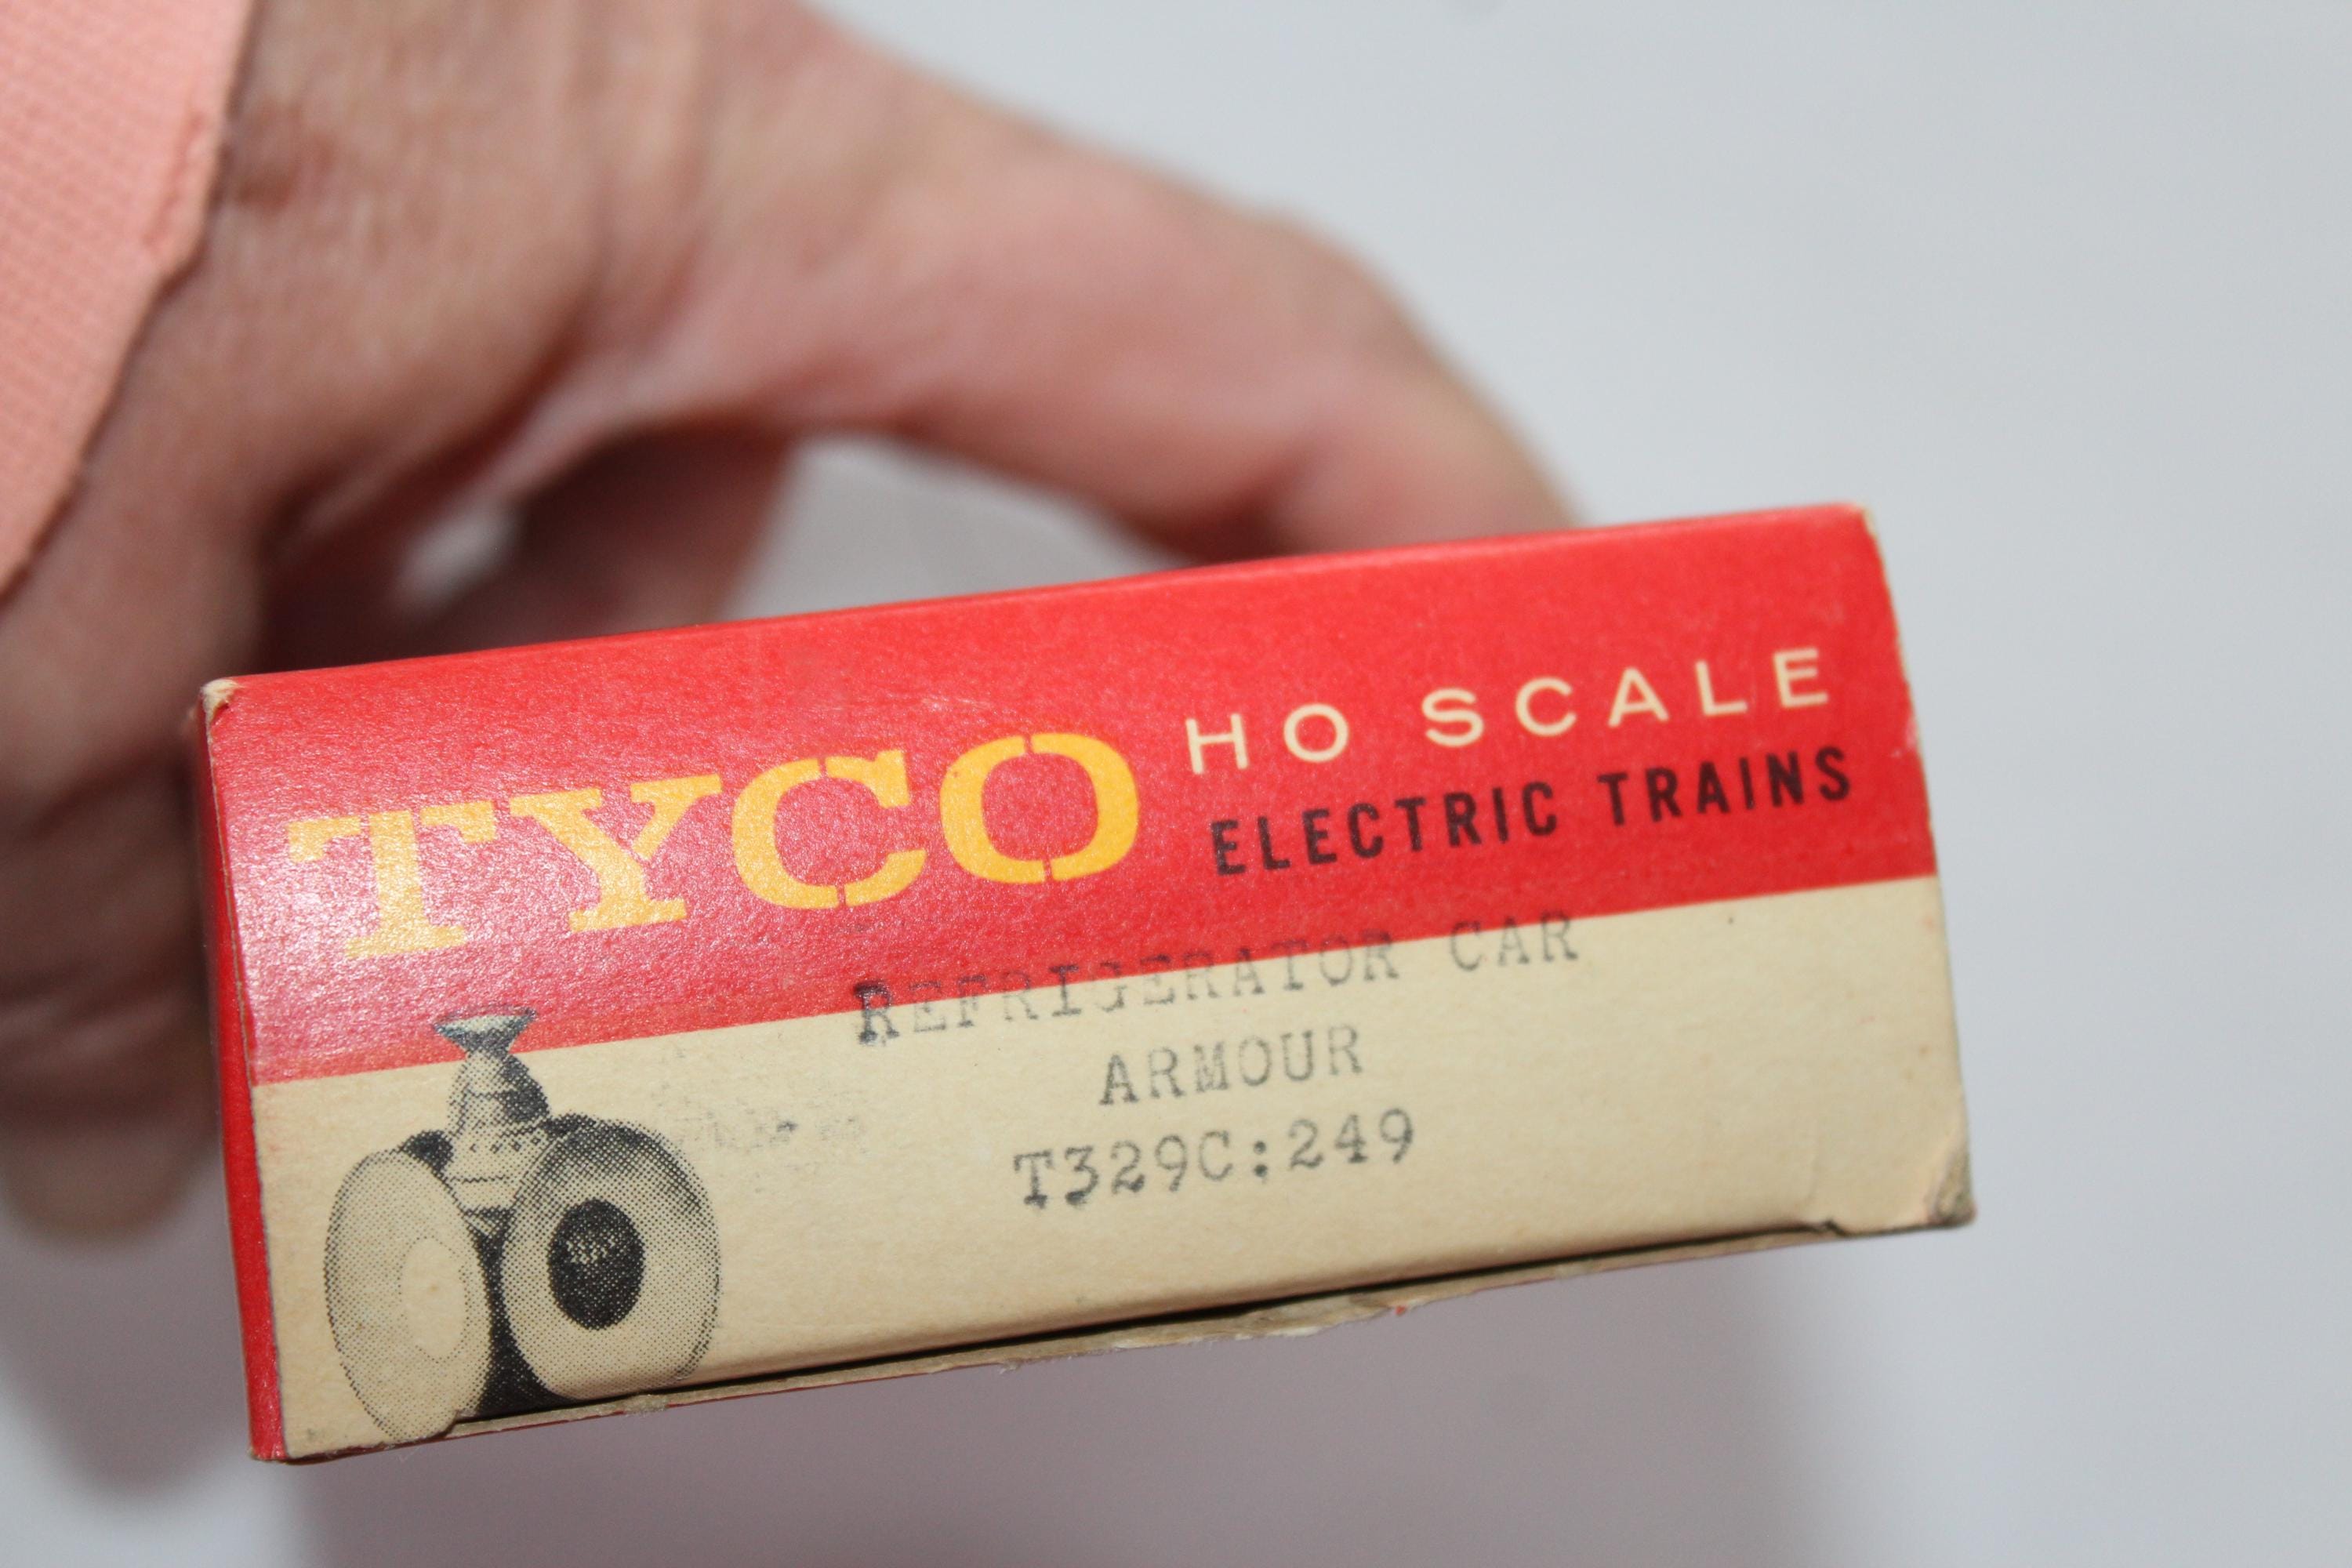 TYCO HO SCALE
ELECTRIC TRAINS
REFRIGERATOR CAR
ARMOUR
T329C:249